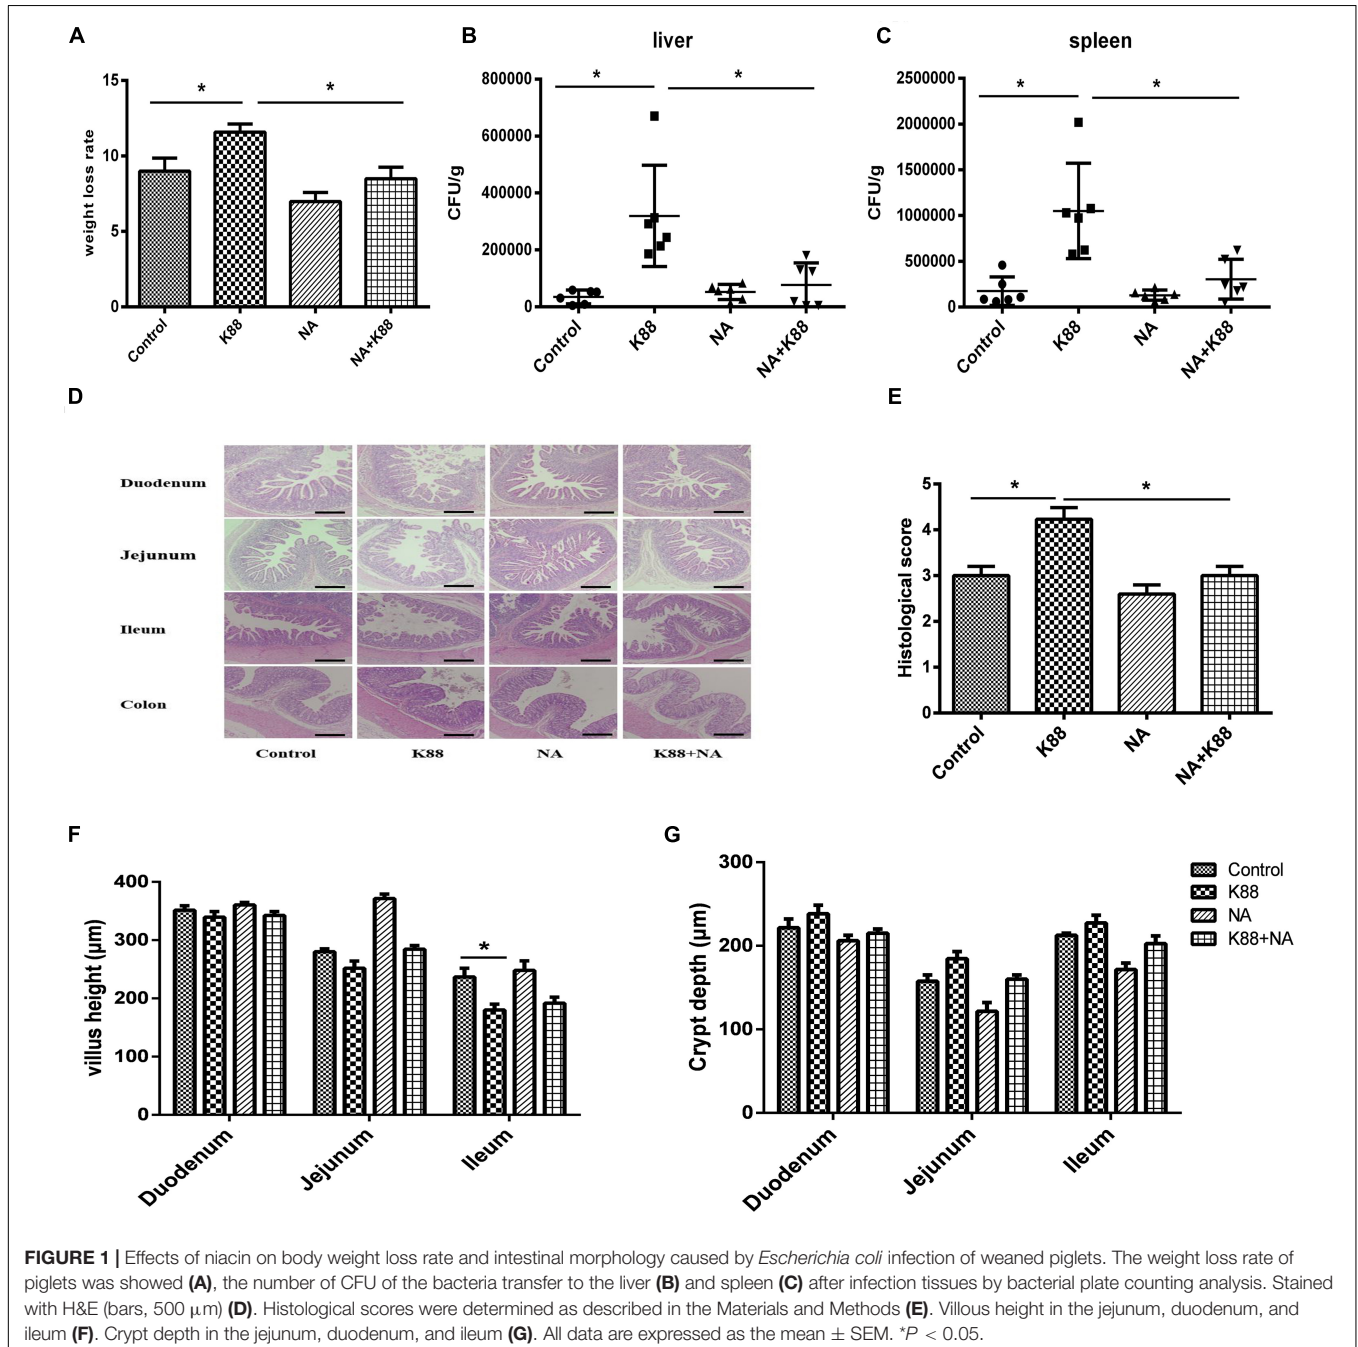 A
15
10
5
0
weight loss rate
*
*
Control
K88
NA
NA+K88
B
liver
800000
600000
400000
200000
0
CFU/g
*
*
Control
K88
NA
NA+K88
C
spleen
2500000
2000000
1500000
1000000
500000
0
CFU/g
*
*
Control
K88
NA
NA+K88
D
Duodenum
Jejunum
Ileum
Colon
Control
K88
NA
K88+NA
E
5
4
3
2
1
0
Histological score
*
*
Control
K88
NA
NA+K88
F
400
300
200
100
0
villus height (μm)
*
Duodenum
Jejunum
Ileum
G
300
200
100
0
Crypt depth (μm)
Duodenum
Jejunum
Ileum
Control
K88
NA
K88+NA
FIGURE 1 | Effects of niacin on body weight loss rate and intestinal morphology caused by Escherichia coli infection of weaned piglets. The weight loss rate of
piglets was showed (A), the number of CFU of the bacteria transfer to the liver (B) and spleen (C) after infection tissues by bacterial plate counting analysis. Stained
with H&E (bars, 500 μm) (D). Histological scores were determined as described in the Materials and Methods (E). Villous height in the jejunum, duodenum, and
ileum (F). Crypt depth in the jejunum, duodenum, and ileum (G). All data are expressed as the mean ± SEM. *P < 0.05.